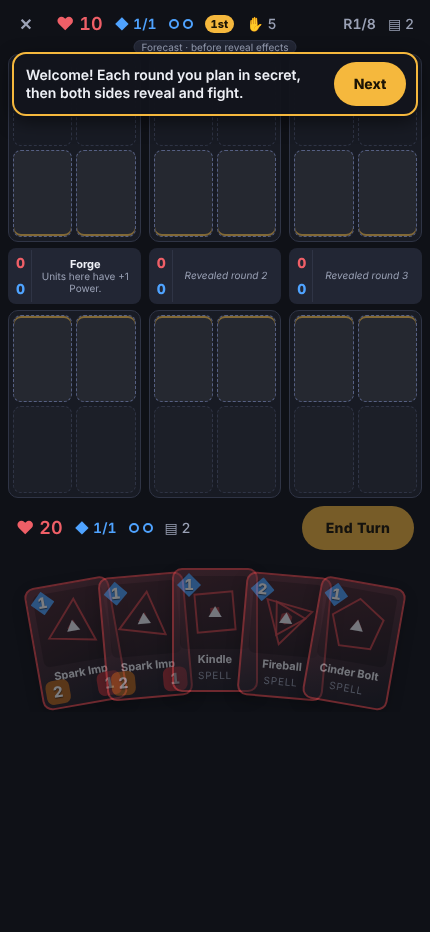 ✕ ♥ 10 ◆ 1/1 1st ✋ 5 R1/8 2
Forecast · before reveal effects
Welcome! Each round you plan in secret,
then both sides reveal and fight.
Next
0
0
Forge
Units here have +1
Power.
0
0
Revealed round 2
0
0
Revealed round 3
♥ 20 ◆ 1/1 2
End Turn
1
Spark Imp
2
1
1
Spark Imp
2
1
1
Kindle
SPELL
2
Fireball
SPELL
1
Cinder Bolt
SPELL